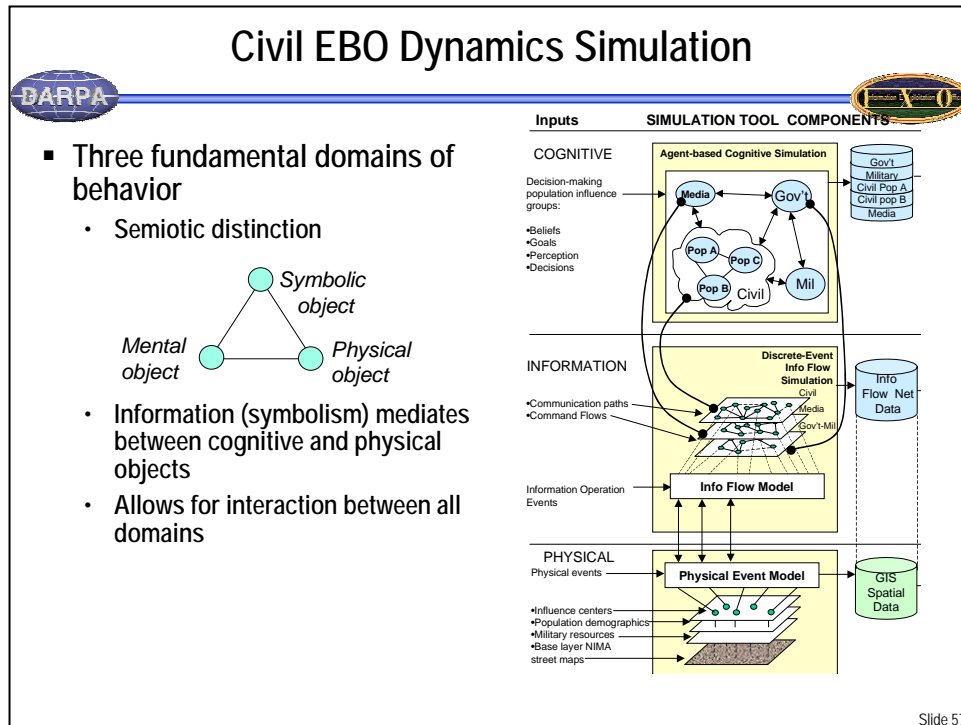 Civil EBO Dynamics Simulation
DARPA
Information Exploitation Office
I X O
▪ Three fundamental domains of
behavior
• Semiotic distinction
Symbolic
object
Mental
object
Physical
object
• Information (symbolism) mediates
between cognitive and physical
objects
• Allows for interaction between all
domains
Inputs
SIMULATION TOOL COMPONENTS
COGNITIVE
Decision-making
population influence
groups:
•Beliefs
•Goals
•Perception
•Decisions
Agent-based Cognitive Simulation
Media
Gov't
Pop A
Pop C
Pop B
Civil
Mil
Gov't
Military
Civil Pop A
Civil pop B
Media
INFORMATION
•Communication paths
•Command Flows
Information Operation
Events
Discrete-Event
Info Flow
Simulation
Civil
Media
Gov't-Mil
Info Flow Model
Info
Flow Net
Data
PHYSICAL
Physical events
Physical Event Model
•Influence centers
•Population demographics
•Military resources
•Base layer NIMA
street maps
GIS
Spatial
Data